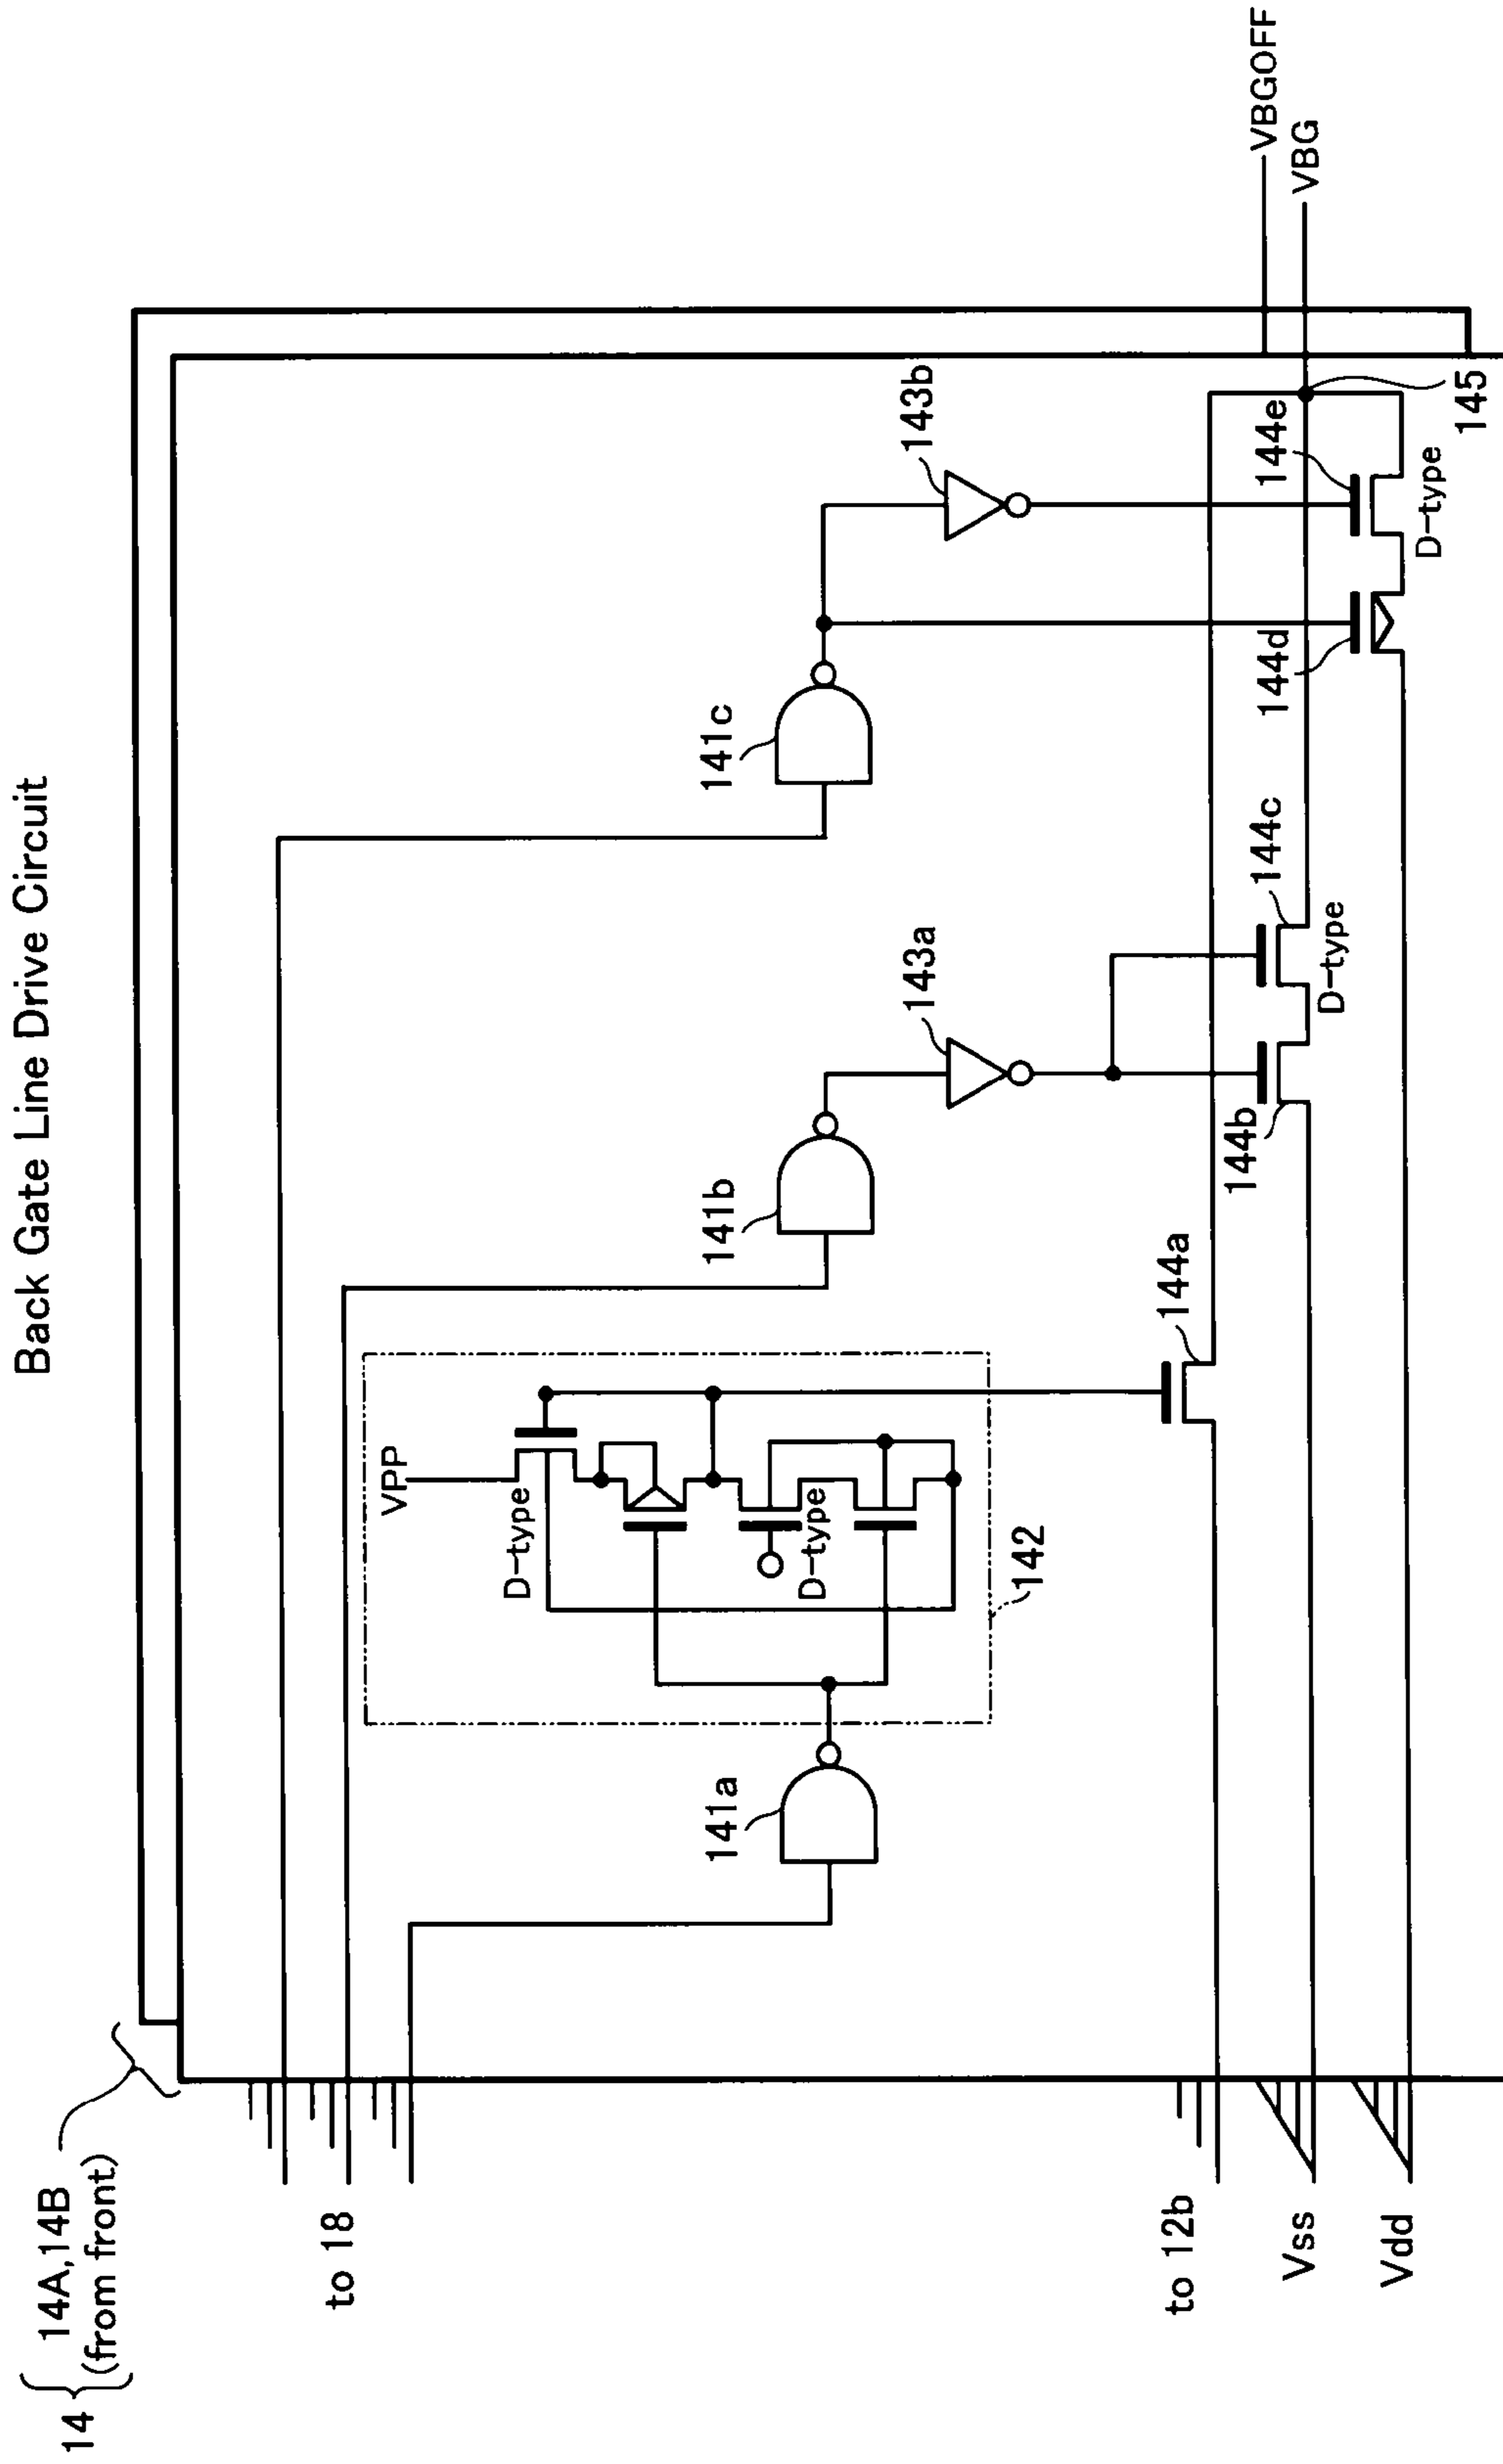 Back Gate Line Drive Circuit
14
14A,14B
(from front)
to 18
to 12b
Vss
Vdd
141a
142
VPP
D-type
D-type
144a
141b
143a
144b
144c
D-type
141c
143b
144d
144e
D-type
145
VBGOFF
VBG